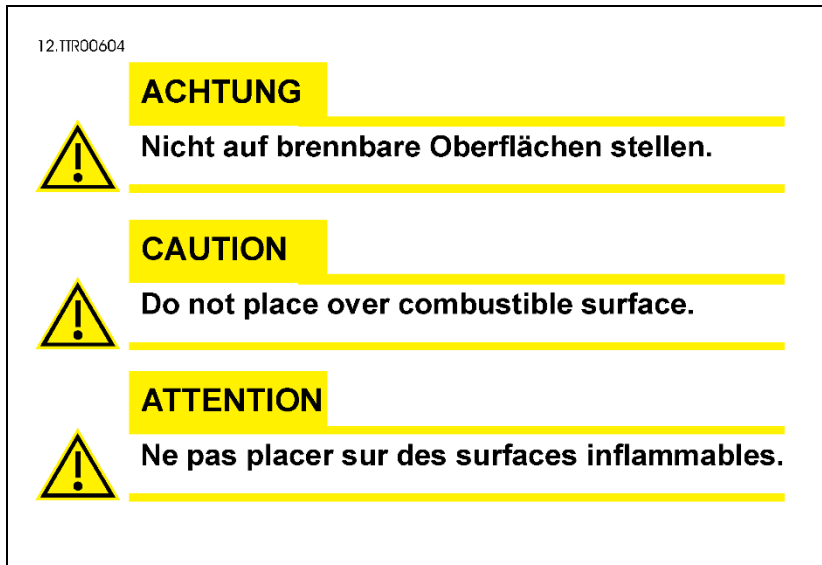 12.TTR00604
ACHTUNG
Nicht auf brennbare Oberflächen stellen.
CAUTION
Do not place over combustible surface.
ATTENTION
Ne pas placer sur des surfaces inflammables.